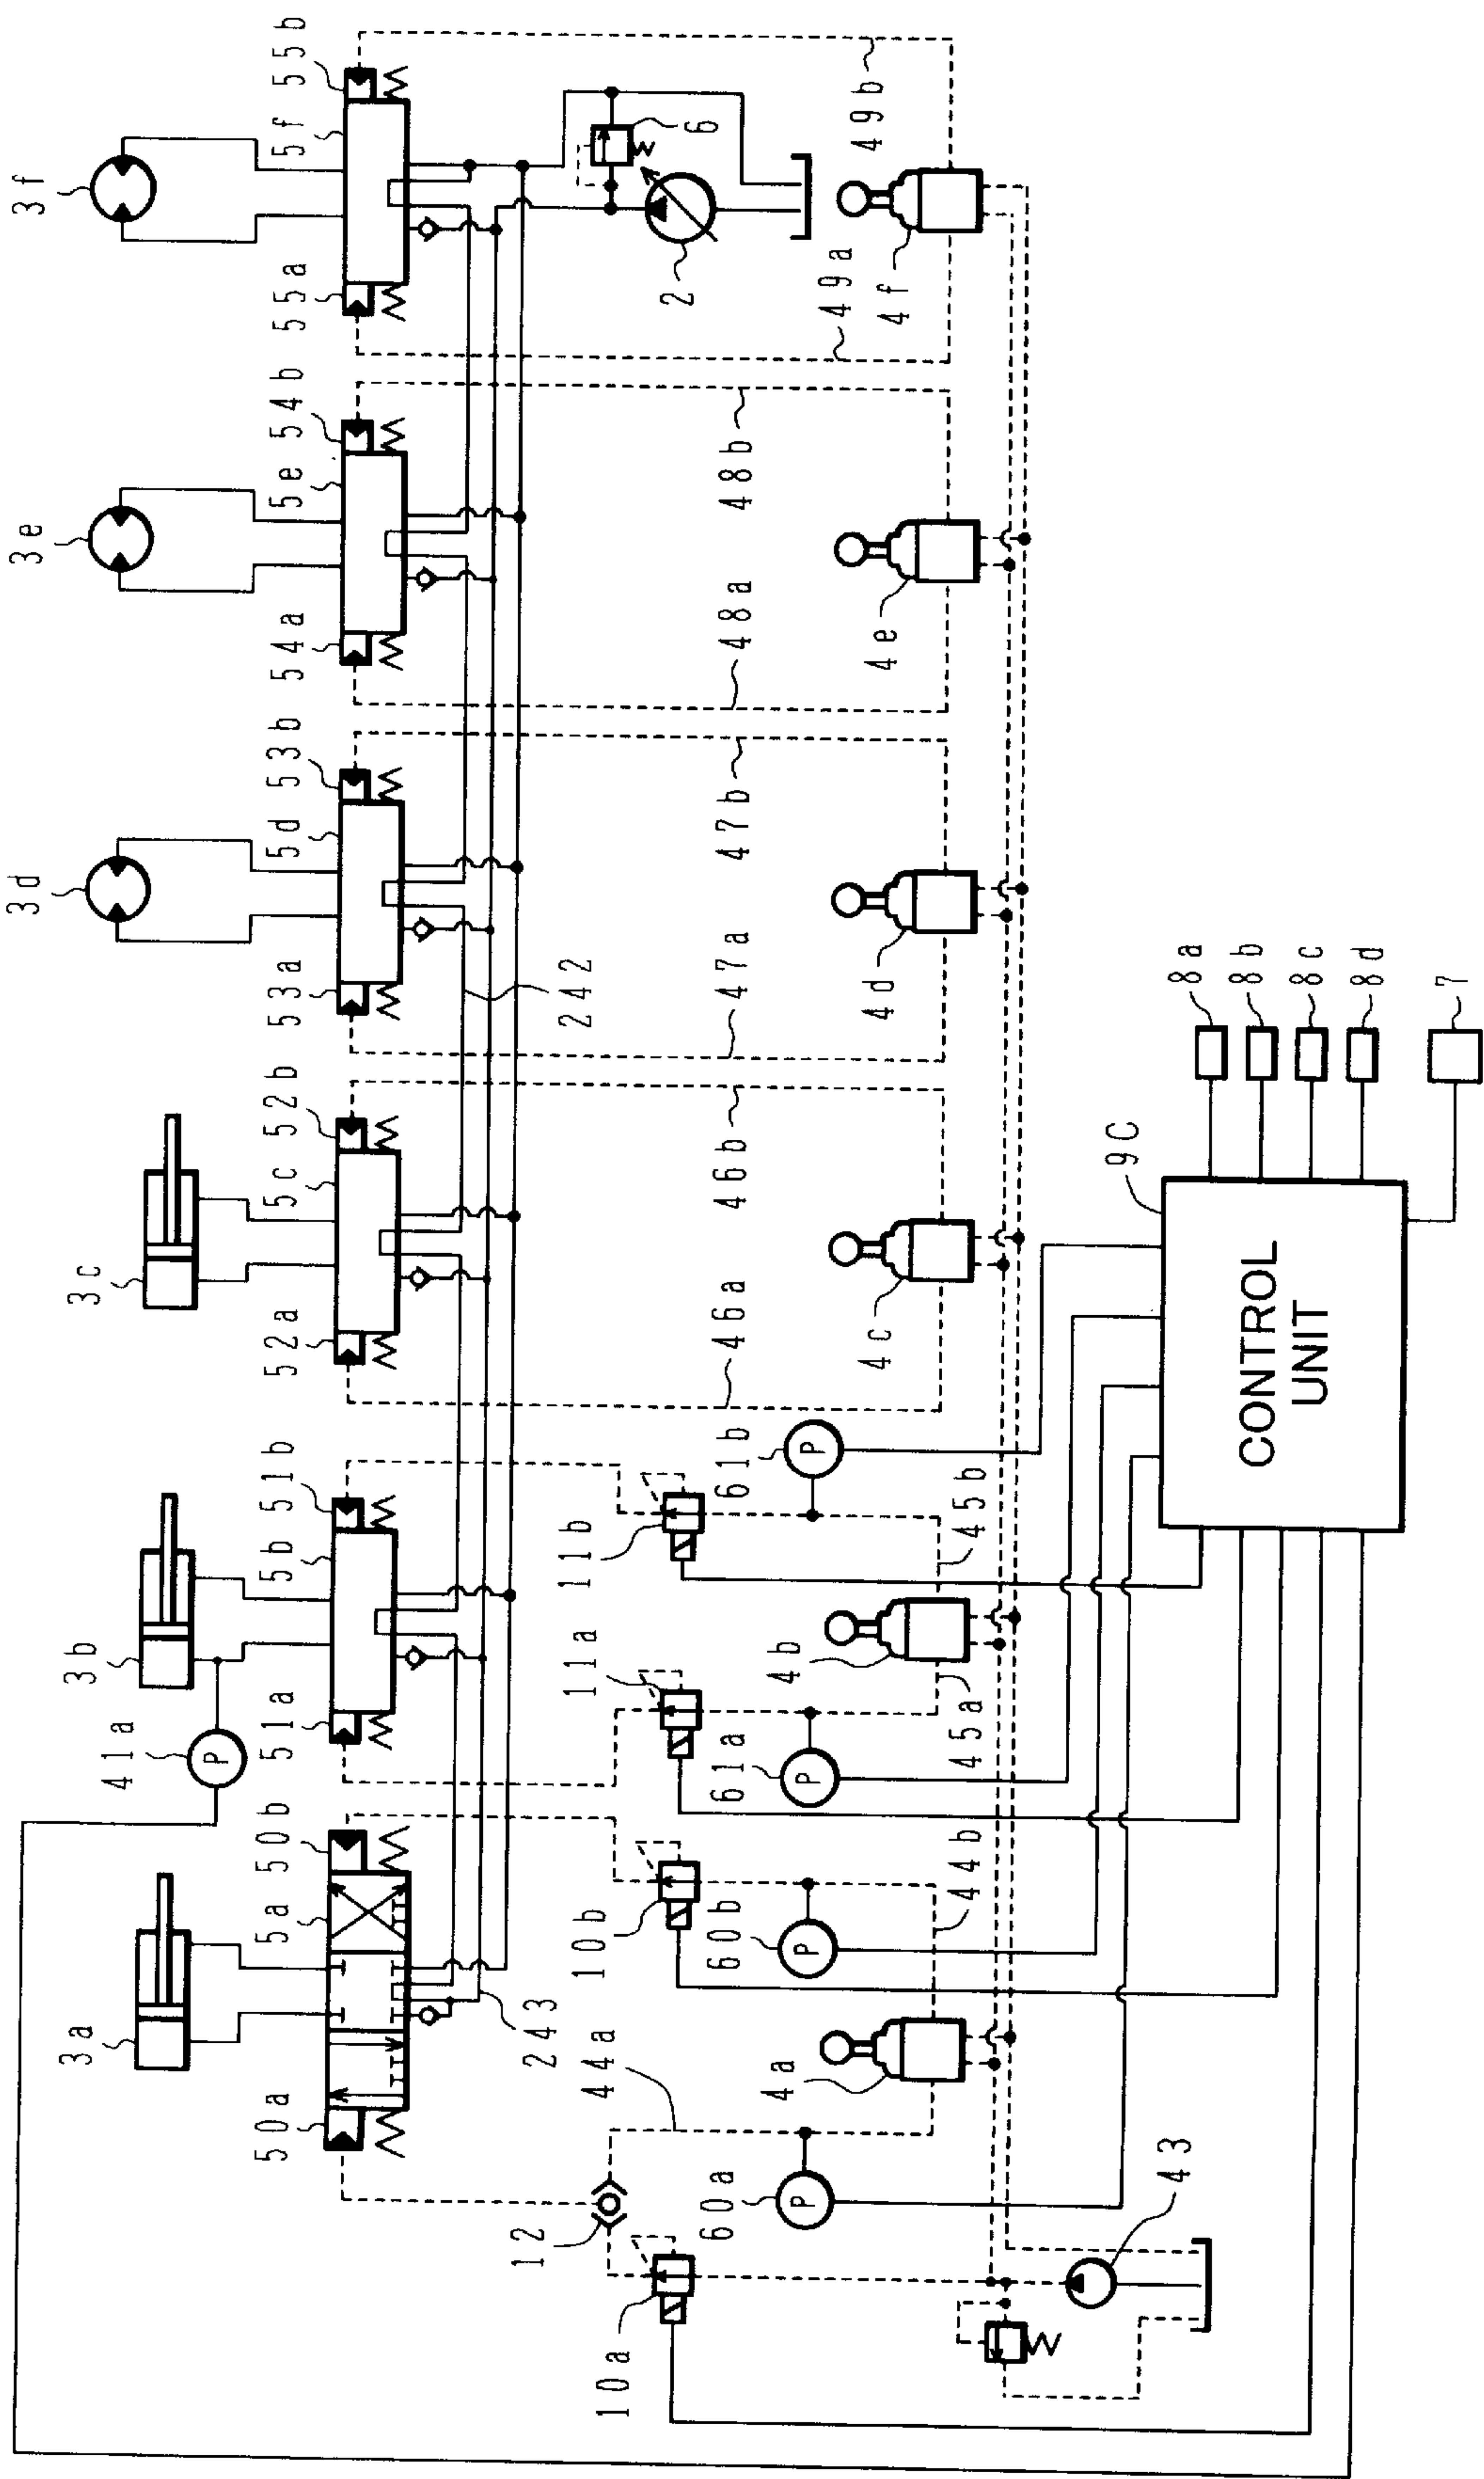 3a
3b
3c
3d
3e
3f
41a
50a
5a
50b
51a
5b
51b
52a
5c
52b
53a
5d
53b
54a
5e
54b
55a
5f
55b
243
242
6
2
12
44a
10a
10b
11a
11b
46a
46b
47a
47b
48a
48b
49a
49b
60a
P
60b
P
61a
P
61b
P
P
4a
44b
4b
45a
45b
4c
4d
4e
4f
43
9C
CONTROL
UNIT
8a
8b
8c
8d
7